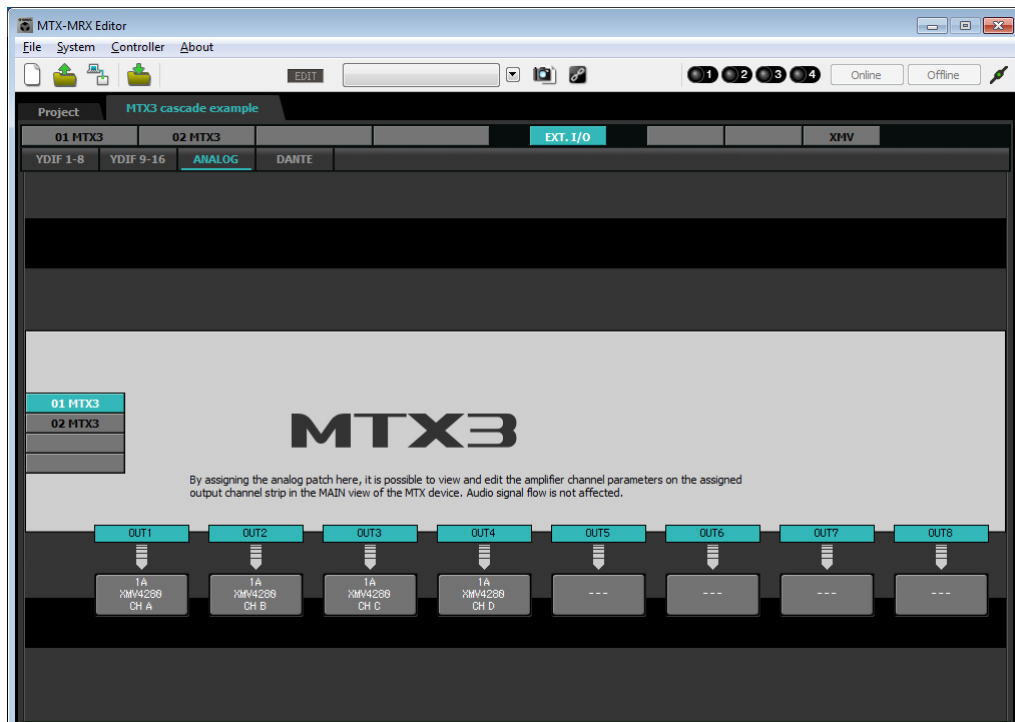 MTX-MRX Editor
File System Controller About
EDIT 1 2 3 4 Online Offline
Project MTX3 cascade example
01 MTX3 02 MTX3 EXT. I/O XMV
YDIF 1-8 YDIF 9-16 ANALOG DANTE
01 MTX3
02 MTX3
MTX3
By assigning the analog patch here, it is possible to view and edit the amplifier channel parameters on the assigned
output channel strip in the MAIN view of the MTX device. Audio signal flow is not affected.
OUT1 OUT2 OUT3 OUT4 OUT5 OUT6 OUT7 OUT8
1A 1A 1A 1A
XMV4280 XMV4280 XMV4280 XMV4280 --- --- --- ---
CH A CH B CH C CH D